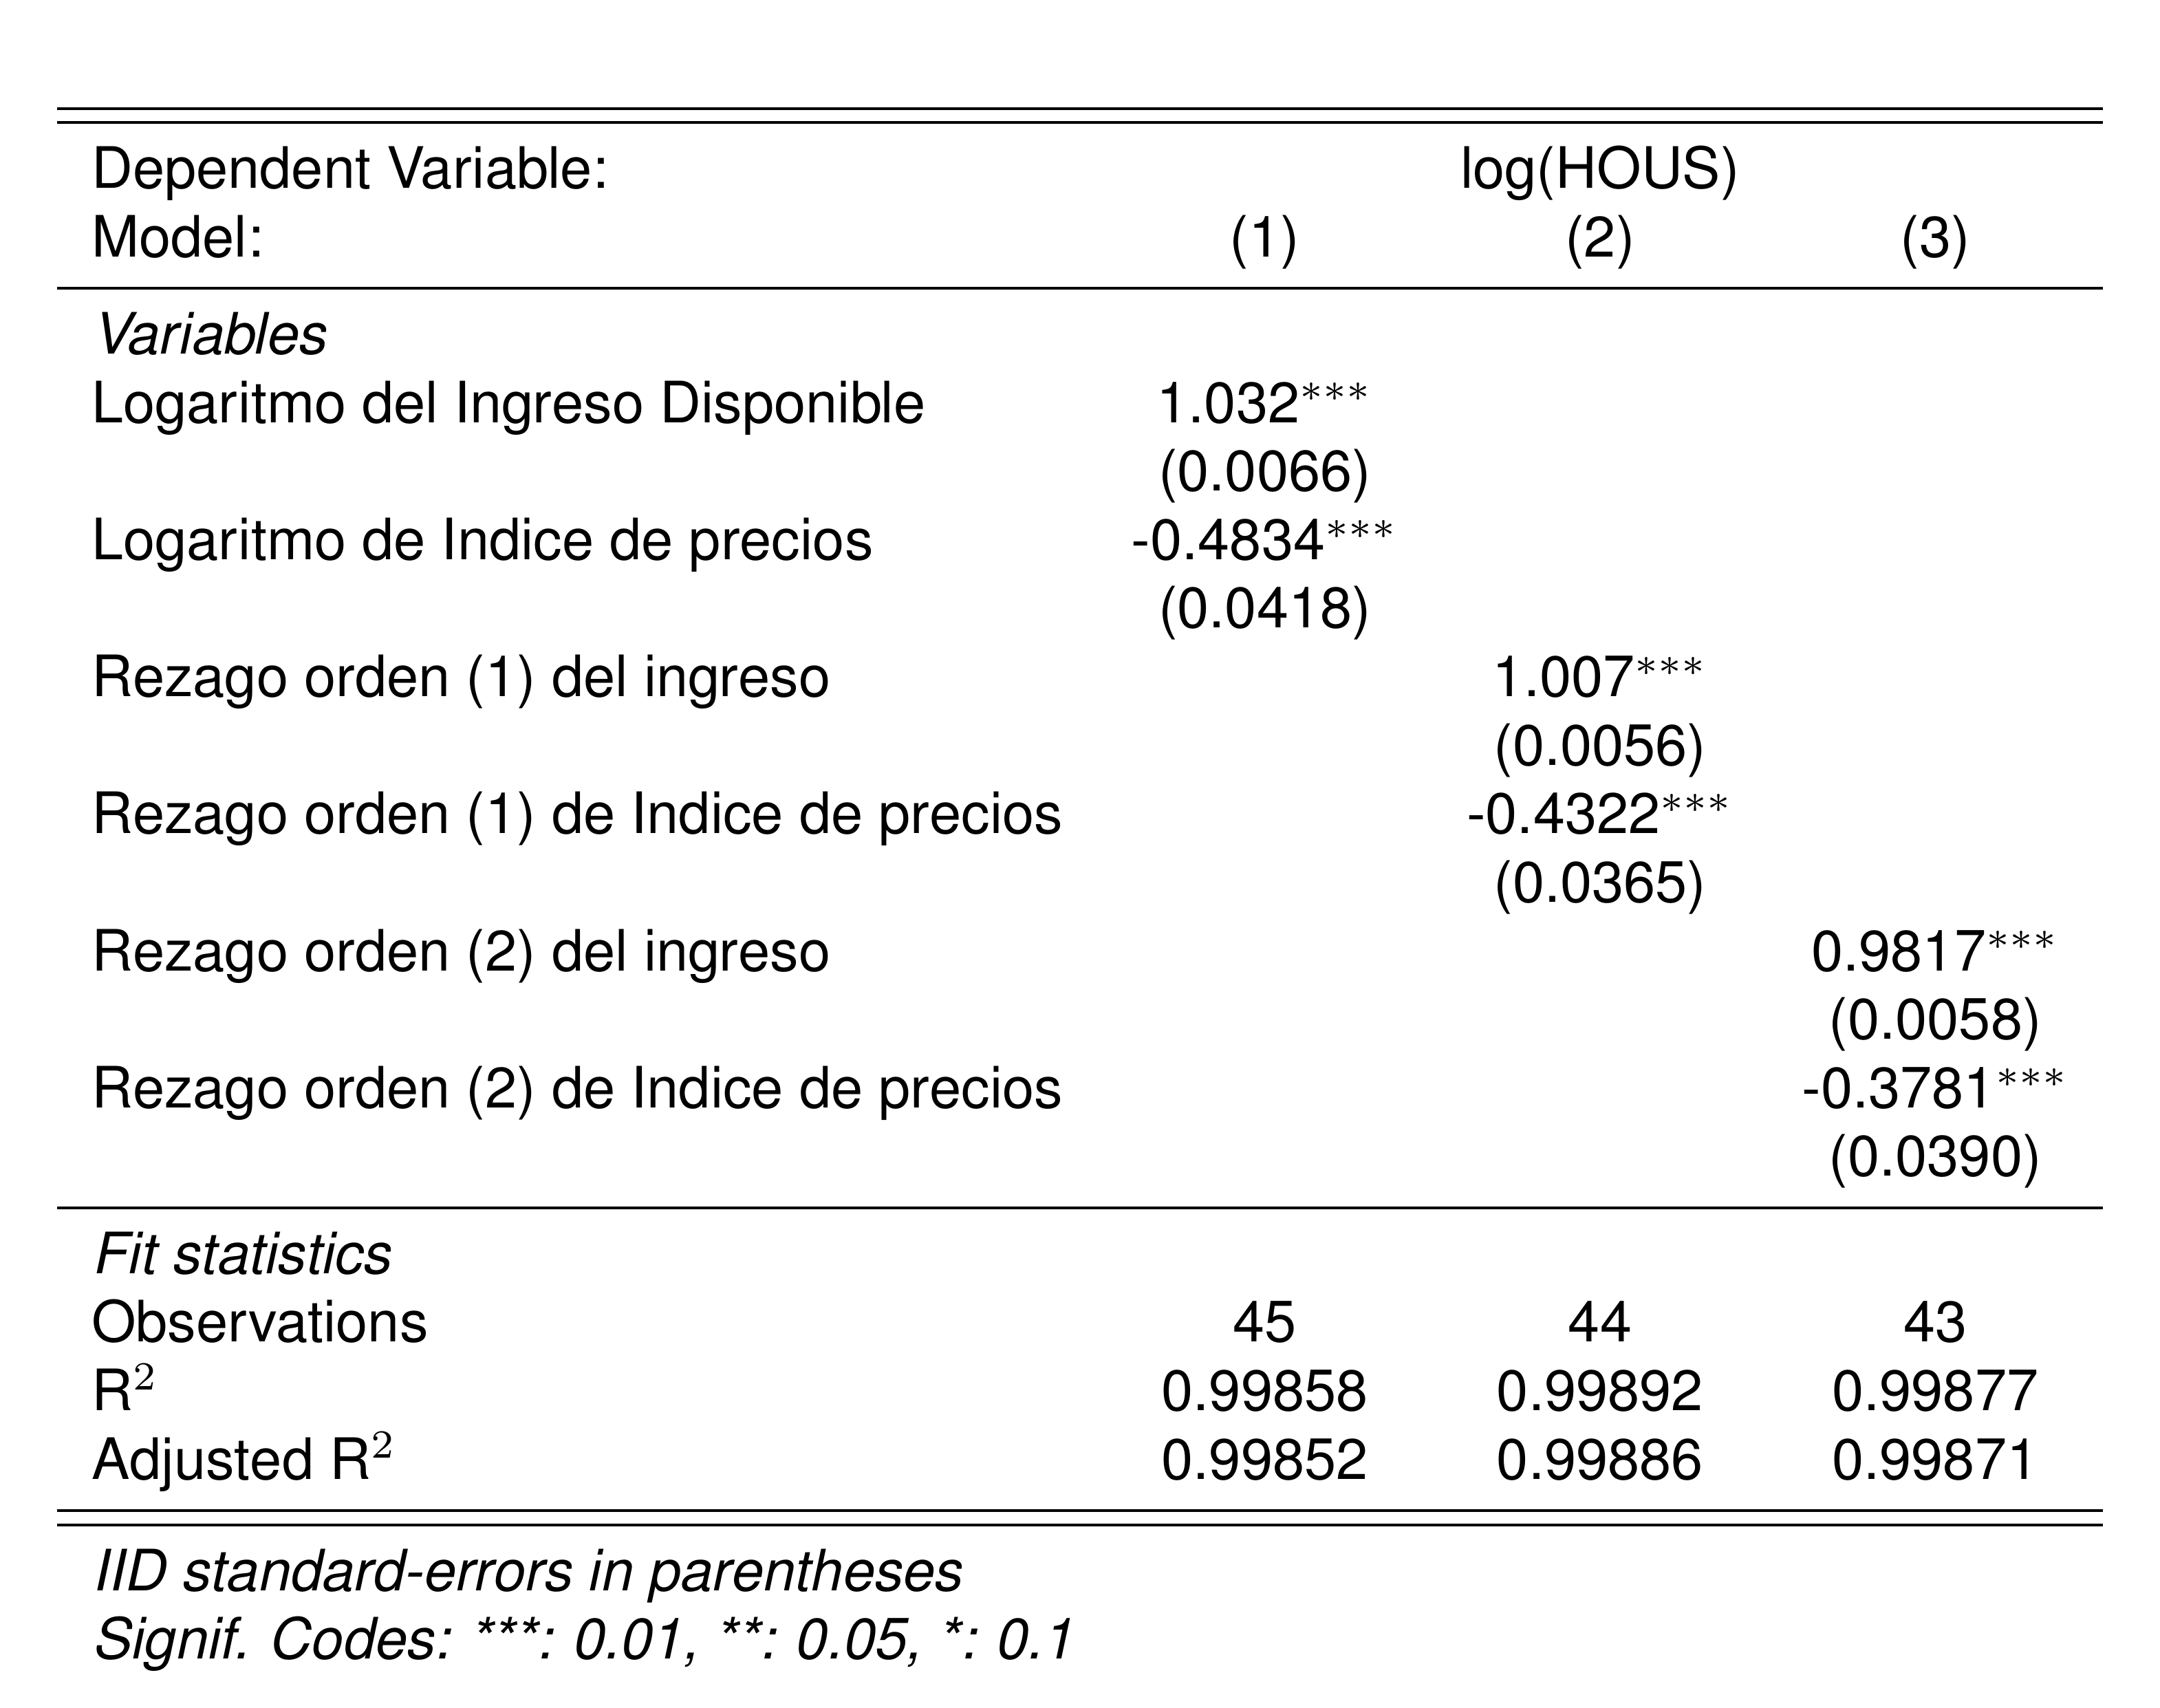 Dependent Variable: log(HOUS)
Model: (1) (2) (3)
Variables
Logaritmo del Ingreso Disponible 1.032***
(0.0066)
Logaritmo de Indice de precios -0.4834***
(0.0418)
Rezago orden (1) del ingreso 1.007***
(0.0056)
Rezago orden (1) de Indice de precios -0.4322***
(0.0365)
Rezago orden (2) del ingreso 0.9817***
(0.0058)
Rezago orden (2) de Indice de precios -0.3781***
(0.0390)
Fit statistics
Observations 45 44 43
R² 0.99858 0.99892 0.99877
Adjusted R² 0.99852 0.99886 0.99871
IID standard-errors in parentheses
Signif. Codes: ***: 0.01, **: 0.05, *: 0.1